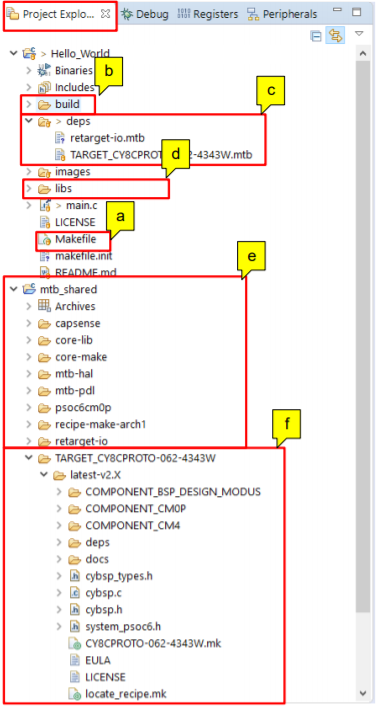 Project Explo... Debug Registers Peripherals
> Hello_World
Binaries
b
Includes
build
c
> deps
retarget-io.mtb
TARGET_CY8CPROTO 2-4343W.mtb
d
images
libs
> main.c
a
LICENSE
Makefile
makefile.init
e
README.md
mtb_shared
Archives
capsense
core-lib
core-make
mtb-hal
mtb-pdl
psoc6cm0p
recipe-make-arch1
f
retarget-io
TARGET_CY8CPROTO-062-4343W
latest-v2.X
COMPONENT_BSP_DESIGN_MODUS
COMPONENT_CM0P
COMPONENT_CM4
deps
docs
cybsp_types.h
cybsp.c
cybsp.h
system_psoc6.h
CY8CPROTO-062-4343W.mk
EULA
LICENSE
locate_recipe.mk